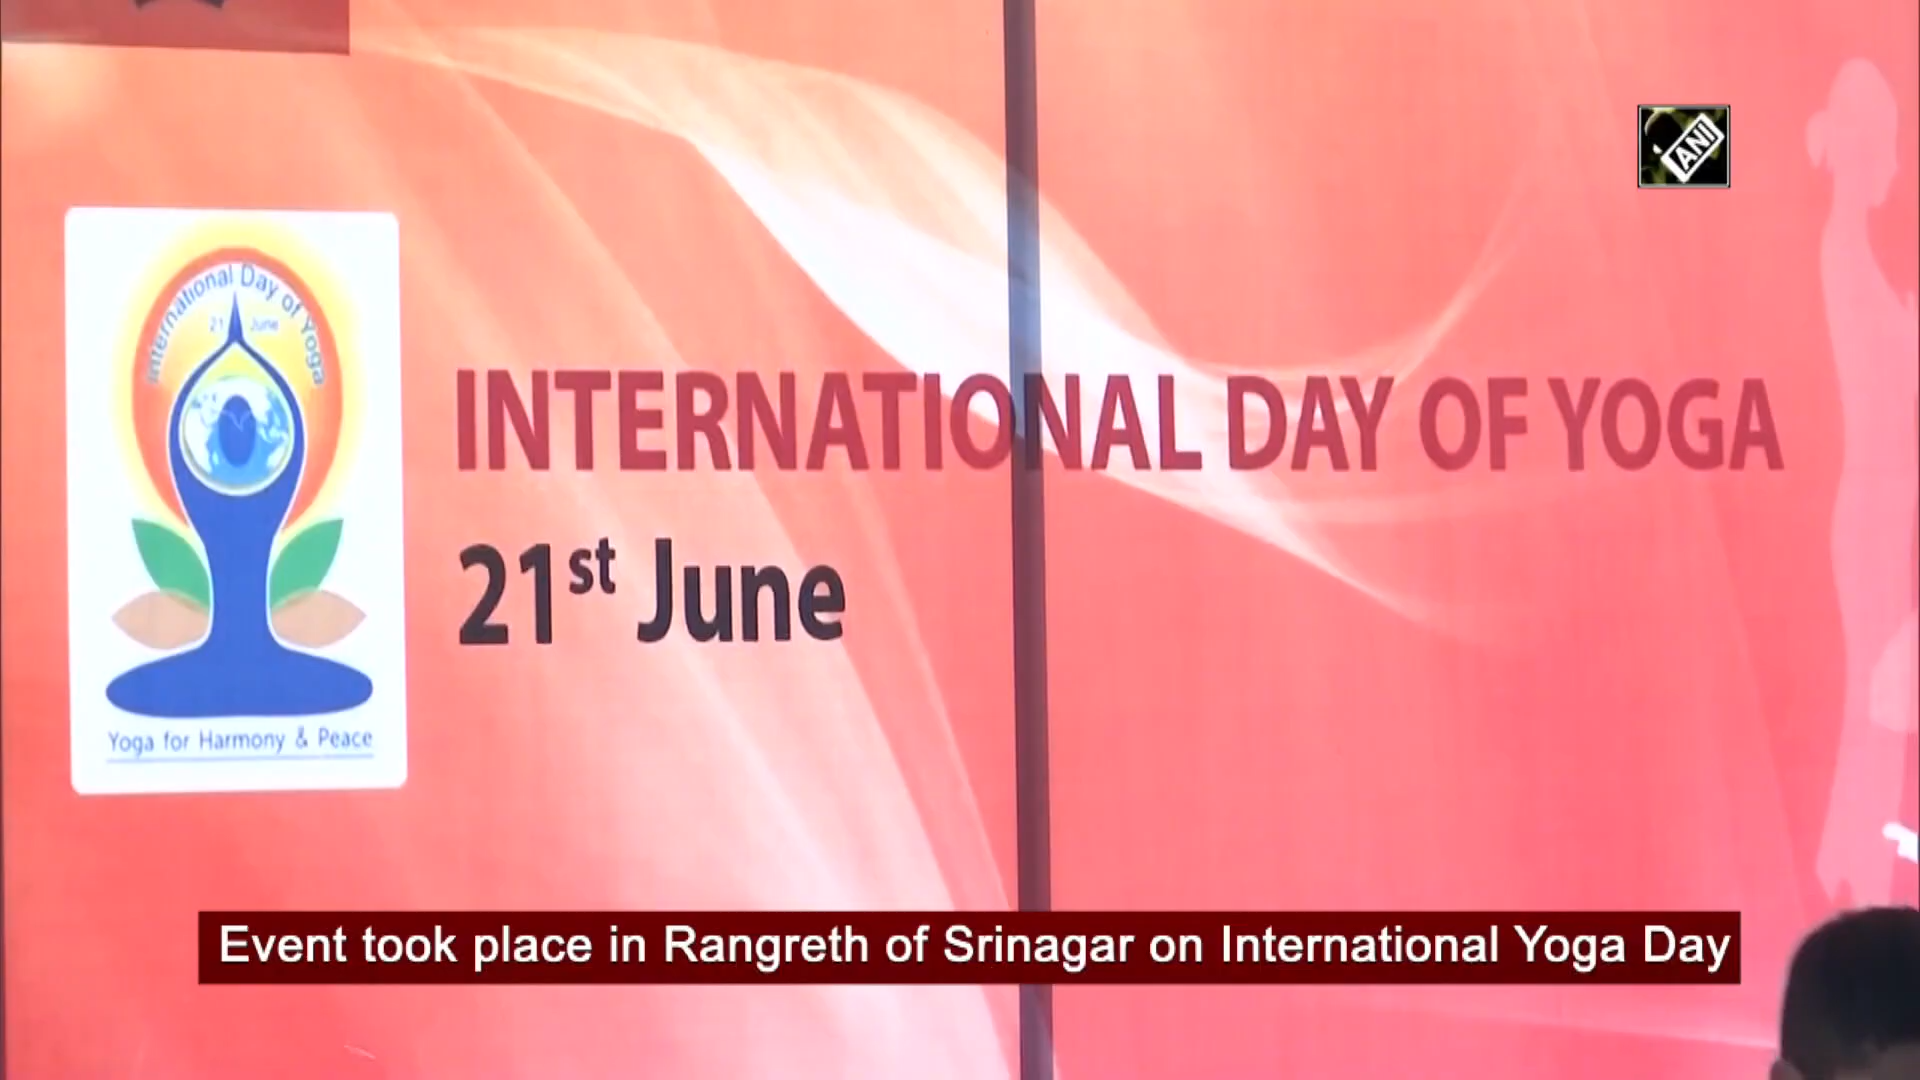 ANI
International Day of Yoga
21 June
INTERNATIONAL DAY OF YOGA
21st June
Yoga for Harmony & Peace
Event took place in Rangreth of Srinagar on International Yoga Day